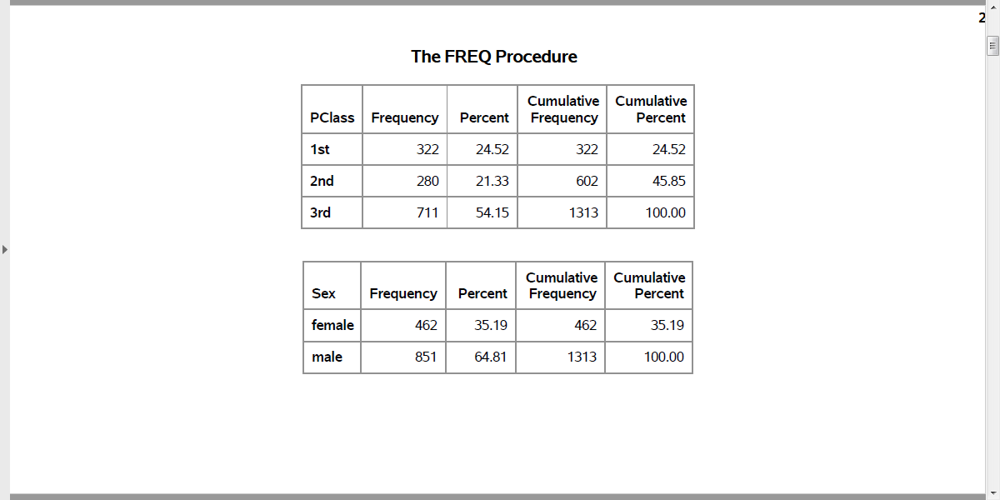 2
The FREQ Procedure
PClass Frequency Percent Cumulative Frequency Cumulative Percent
1st 322 24.52 322 24.52
2nd 280 21.33 602 45.85
3rd 711 54.15 1313 100.00
Sex Frequency Percent Cumulative Frequency Cumulative Percent
female 462 35.19 462 35.19
male 851 64.81 1313 100.00